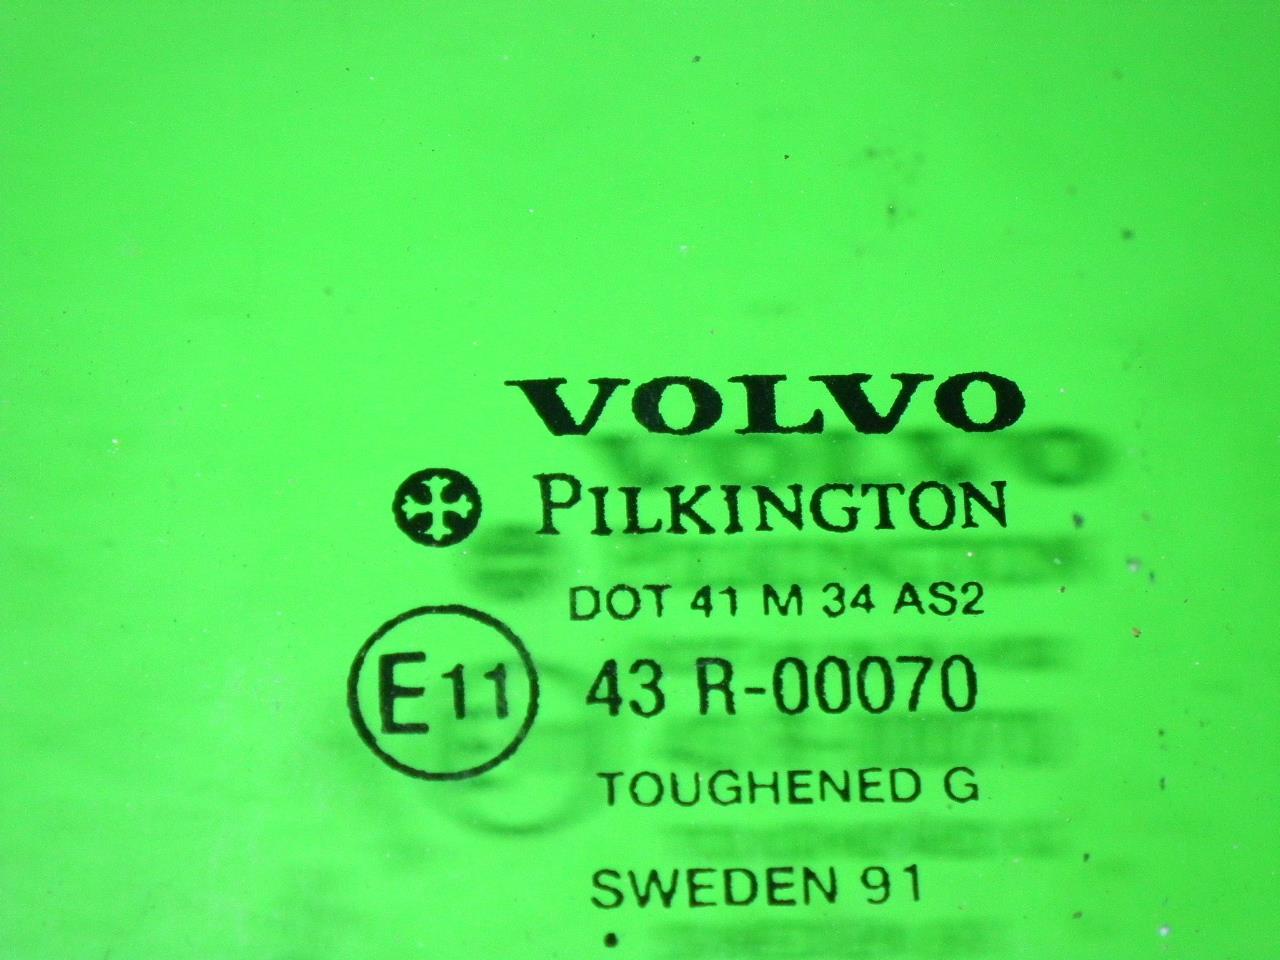 VOLVO
PILKINGTON
DOT 41 M 34 AS2
E11 43 R-00070
TOUGHENED G
SWEDEN 91